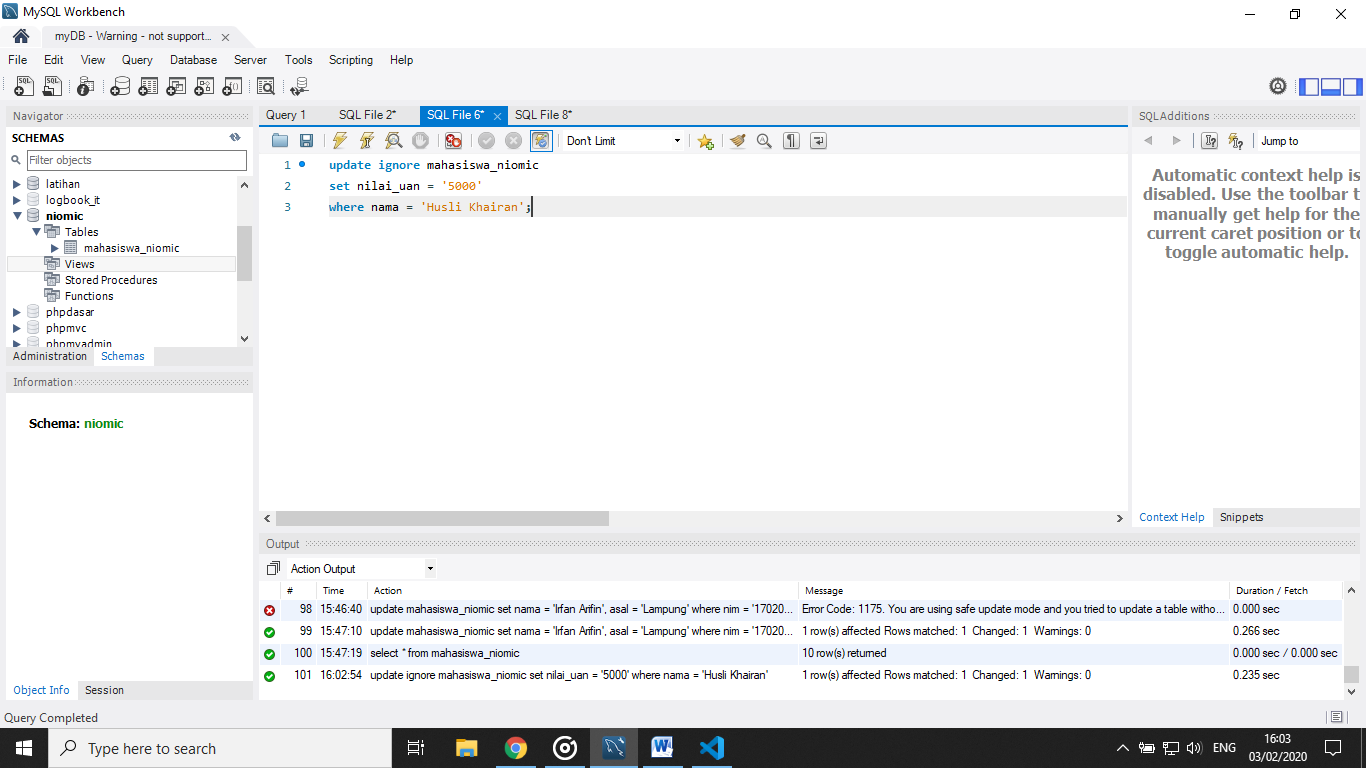 MySQL Workbench
myDB - Warning - not support...
File Edit View Query Database Server Tools Scripting Help
Navigator
SCHEMAS
Filter objects
latihan
logbook_it
niomic
Tables
mahasiswa_niomic
Views
Stored Procedures
Functions
phpdasar
phpmvc
phpmyadmin
Administration Schemas
Information
Schema: niomic
Object Info Session
Query 1 SQL File 2* SQL File 6* SQL File 8*
Don't Limit
1 update ignore mahasiswa_niomic
2 set nilai_uan = '5000'
3 where nama = 'Husli Khairan';
SQLAdditions
Jump to
Automatic context help is
disabled. Use the toolbar t
manually get help for the
current caret position or to
toggle automatic help.
Context Help Snippets
Output
Action Output
# Time Action Message Duration / Fetch
98 15:46:40 update mahasiswa_niomic set nama = 'Irfan Arifin', asal = 'Lampung' where nim = '17020... Error Code: 1175. You are using safe update mode and you tried to update a table witho... 0.000 sec
99 15:47:10 update mahasiswa_niomic set nama = 'Irfan Arifin', asal = 'Lampung' where nim = '17020... 1 row(s) affected Rows matched: 1 Changed: 1 Warnings: 0 0.266 sec
100 15:47:19 select * from mahasiswa_niomic 10 row(s) returned 0.000 sec / 0.000 sec
101 16:02:54 update ignore mahasiswa_niomic set nilai_uan = '5000' where nama = 'Husli Khairan' 1 row(s) affected Rows matched: 1 Changed: 1 Warnings: 0 0.235 sec
Query Completed
Type here to search
ENG
16:03
03/02/2020